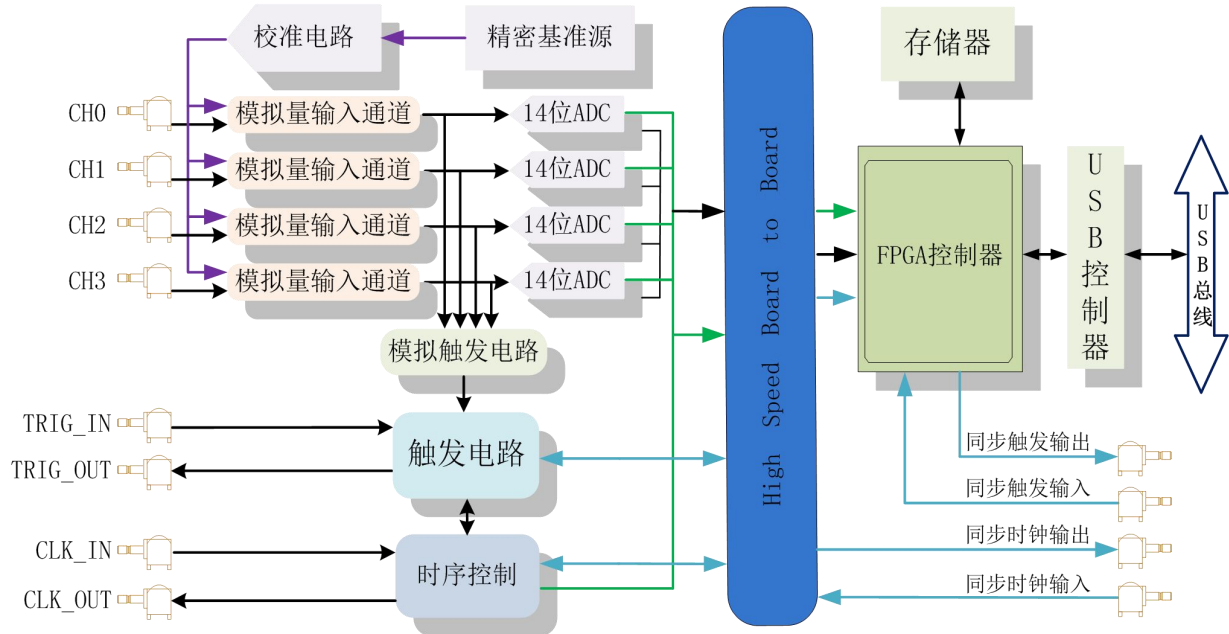 校准电路
精密基准源
存储器
CH0
模拟量输入通道
14位ADC
CH1
模拟量输入通道
14位ADC
CH2
模拟量输入通道
14位ADC
CH3
模拟量输入通道
14位ADC
模拟触发电路
TRIG_IN
触发电路
TRIG_OUT
CLK_IN
时序控制
CLK_OUT
High Speed Board to Board
FPGA控制器
USB控制器
USB总线
同步触发输出
同步触发输入
同步时钟输出
同步时钟输入